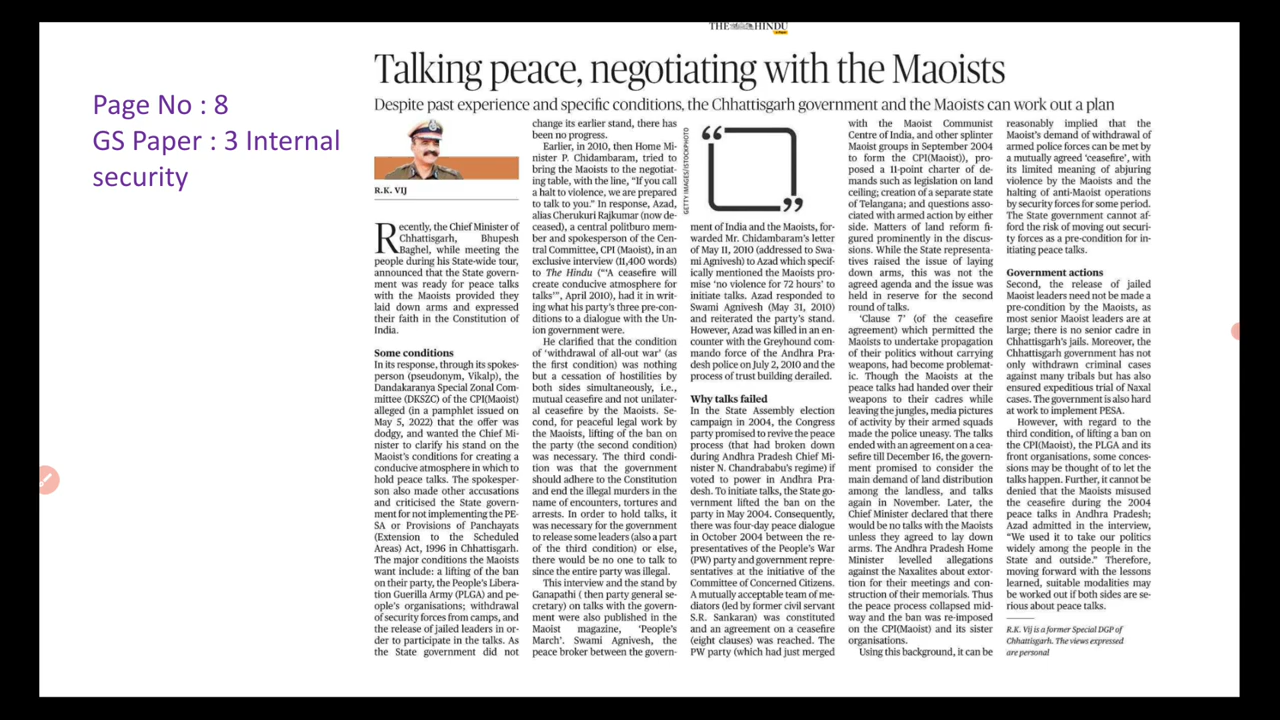 THE HINDU
Page No : 8
GS Paper : 3 Internal
security
Talking peace, negotiating with the Maoists
Despite past experience and specific conditions, the Chhattisgarh government and the Maoists can work out a plan
R.K. VIJ
Recently, the Chief Minister of
Chhattisgarh, Bhupesh
Baghel, while meeting the
people during his State-wide tour,
announced that the State govern-
ment was ready for peace talks
with the Maoists provided they
laid down arms and expressed
their faith in the Constitution of
India.
Some conditions
In its response, through its spokes-
person (pseudonym, Vikalp), the
Dandakaranya Special Zonal Com-
mittee (DKSZC) of the CPI(Maoist)
alleged (in a pamphlet issued on
May 5, 2022) that the offer was
dodgy, and wanted the Chief Mi-
nister to clarify his stand on the
Maoist's conditions for creating a
conducive atmosphere in which to
hold peace talks. The spokesper-
son also made other accusations
and criticised the State govern-
ment for not implementing the PE-
SA or Provisions of Panchayats
(Extension to the Scheduled
Areas) Act, 1996 in Chhattisgarh.
The major conditions the Maoists
want include: a lifting of the ban
on their party, the People's Libera-
tion Guerilla Army (PLGA) and pe-
ople's organisations; withdrawal
of security forces from camps, and
the release of jailed leaders in or-
der to participate in the talks. As
the State government did not
change its earlier stand, there has
been no progress.
Earlier, in 2010, then Home Mi-
nister P. Chidambaram, tried to
bring the Maoists to the negotiat-
ing table, with the line, "If you call
a halt to violence, we are prepared
to talk to you." In response, Azad,
alias Cherukuri Rajkumar (now de-
ceased), a central politburo mem-
ber and spokesperson of the Cen-
tral Committee, CPI (Maoist), in an
exclusive interview (11,400 words)
to The Hindu ("'A ceasefire will
create conducive atmosphere for
talks'", April 2010), had it in writ-
ing what his party's three pre-con-
ditions to a dialogue with the Un-
ion government were.
He clarified that the condition
of 'withdrawal of all-out war' (as
the first condition) was nothing
but a cessation of hostilities by
both sides simultaneously, i.e.,
mutual ceasefire and not unilater-
al ceasefire by the Maoists. Se-
cond, for peaceful legal work by
the Maoists, lifting of the ban on
the party (the second condition)
was necessary. The third condi-
tion was that the government
should adhere to the Constitution
and end the illegal murders in the
name of encounters, tortures and
arrests. In order to hold talks, it
was necessary for the government
to release some leaders (also a part
of the third condition) or else,
there would be no one to talk to
since the entire party was illegal.
This interview and the stand by
Ganapathi ( then party general se-
cretary) on talks with the govern-
ment were also published in the
Maoist magazine, 'People's
March'. Swami Agnivesh, the
peace broker between the govern-
GETTY IMAGES/ISTOCKPHOTO
ment of India and the Maoists, for-
warded Mr. Chidambaram's letter
of May 11, 2010 (addressed to Swa-
mi Agnivesh) to Azad which specif-
ically mentioned the Maoists pro-
mise 'no violence for 72 hours' to
initiate talks. Azad responded to
Swami Agnivesh (May 31, 2010)
and reiterated the party's stand.
However, Azad was killed in an en-
counter with the Greyhound com-
mando force of the Andhra Pra-
desh police on July 2, 2010 and the
process of trust building derailed.
Why talks failed
In the State Assembly election
campaign in 2004, the Congress
party promised to revive the peace
process (that had broken down
during Andhra Pradesh Chief Mi-
nister N. Chandrababu's regime) if
voted to power in Andhra Pra-
desh. To initiate talks, the State go-
vernment lifted the ban on the
party in May 2004. Consequently,
there was four-day peace dialogue
in October 2004 between the re-
presentatives of the People's War
(PW) party and government repre-
sentatives at the initiative of the
Committee of Concerned Citizens.
A mutually acceptable team of me-
diators (led by former civil servant
S.R. Sankaran) was constituted
and an agreement on a ceasefire
(eight clauses) was reached. The
PW party (which had just merged
with the Maoist Communist
Centre of India, and other splinter
Maoist groups in September 2004
to form the CPI(Maoist)), pro-
posed a 11-point charter of de-
mands such as legislation on land
ceiling; creation of a separate state
of Telangana; and questions asso-
ciated with armed action by either
side. Matters of land reform fi-
gured prominently in the discus-
sions. While the State representa-
tives raised the issue of laying
down arms, this was not the
agreed agenda and the issue was
held in reserve for the second
round of talks.
'Clause 7' (of the ceasefire
agreement) which permitted the
Maoists to undertake propagation
of their politics without carrying
weapons, had become problemat-
ic. Though the Maoists at the
peace talks had handed over their
weapons to their cadres while
leaving the jungles, media pictures
of activity by their armed squads
made the police uneasy. The talks
ended with an agreement on a cea-
sefire till December 16, the govern-
ment promised to consider the
main demand of land distribution
among the landless, and talks
again in November. Later, the
Chief Minister declared that there
would be no talks with the Maoists
unless they agreed to lay down
arms. The Andhra Pradesh Home
Minister levelled allegations
against the Naxalites about extor-
tion for their meetings and con-
struction of their memorials. Thus
the peace process collapsed mid-
way and the ban was re-imposed
on the CPI(Maoist) and its sister
organisations.
Using this background, it can be
reasonably implied that the
Maoist's demand of withdrawal of
armed police forces can be met by
a mutually agreed 'ceasefire', with
its limited meaning of abjuring
violence by the Maoists and the
halting of anti-Maoist operations
by security forces for some period.
The State government cannot af-
ford the risk of moving out securi-
ty forces as a pre-condition for in-
itiating peace talks.
Government actions
Second, the release of jailed
Maoist leaders need not be made a
pre-condition by the Maoists, as
most senior Maoist leaders are at
large; there is no senior cadre in
Chhattisgarh's jails. Moreover, the
Chhattisgarh government has not
only withdrawn criminal cases
against many tribals but has also
ensured expeditious trial of Naxal
cases. The government is also hard
at work to implement PESA.
However, with regard to the
third condition, of lifting a ban on
the CPI(Maoist), the PLGA and its
front organisations, some conces-
sions may be thought of to let the
talks happen. Further, it cannot be
denied that the Maoists misused
the ceasefire during the 2004
peace talks in Andhra Pradesh;
Azad admitted in the interview,
"We used it to take our politics
widely among the people in the
State and outside." Therefore,
moving forward with the lessons
learned, suitable modalities may
be worked out if both sides are se-
rious about peace talks.
R.K. Vij is a former Special DGP of
Chhattisgarh. The views expressed
are personal